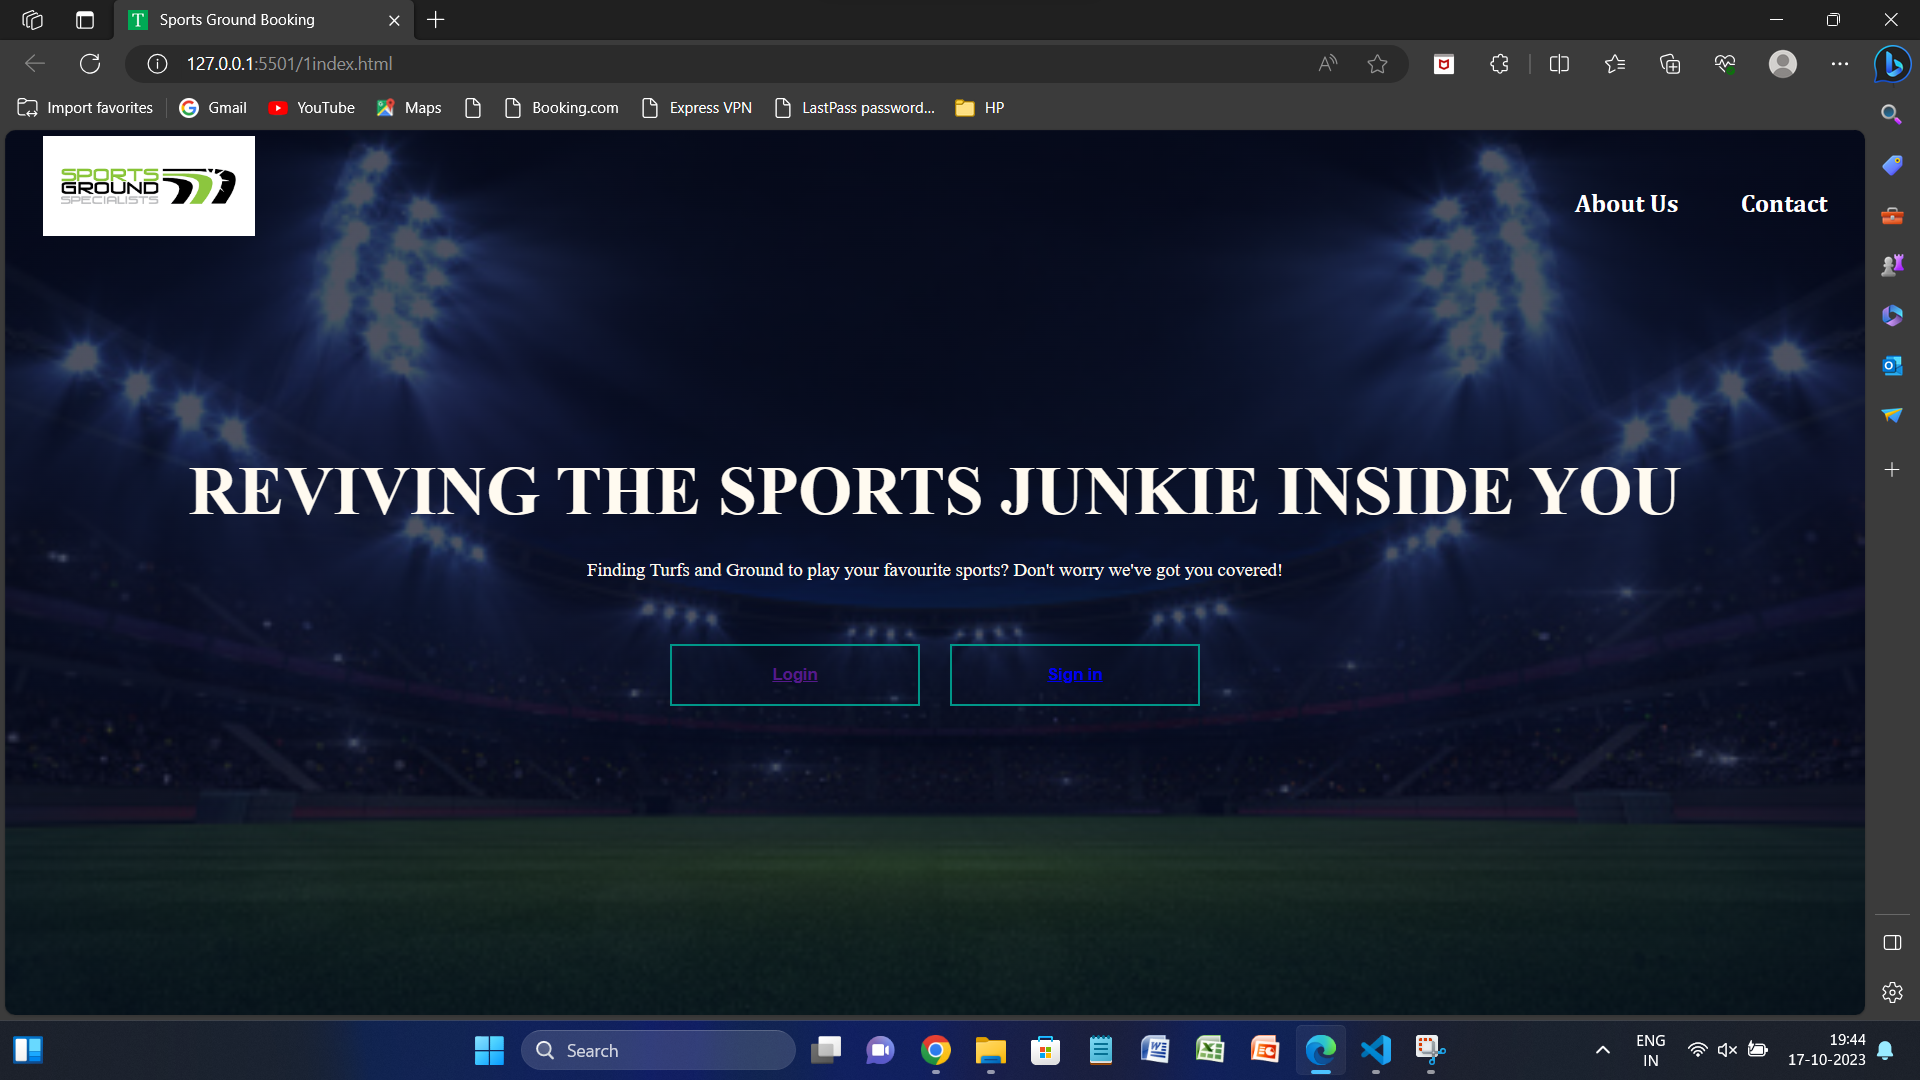 Sports Ground Booking
127.0.0.1:5501/1index.html
Import favorites
Gmail
YouTube
Maps
Booking.com
Express VPN
LastPass password...
HP
SPORTS
GROUND
SPECIALISTS
About Us
Contact
REVIVING THE SPORTS JUNKIE INSIDE YOU
Finding Turfs and Ground to play your favourite sports? Don't worry we've got you covered!
Login
Sign in
Search
ENG
IN
19:44
17-10-2023